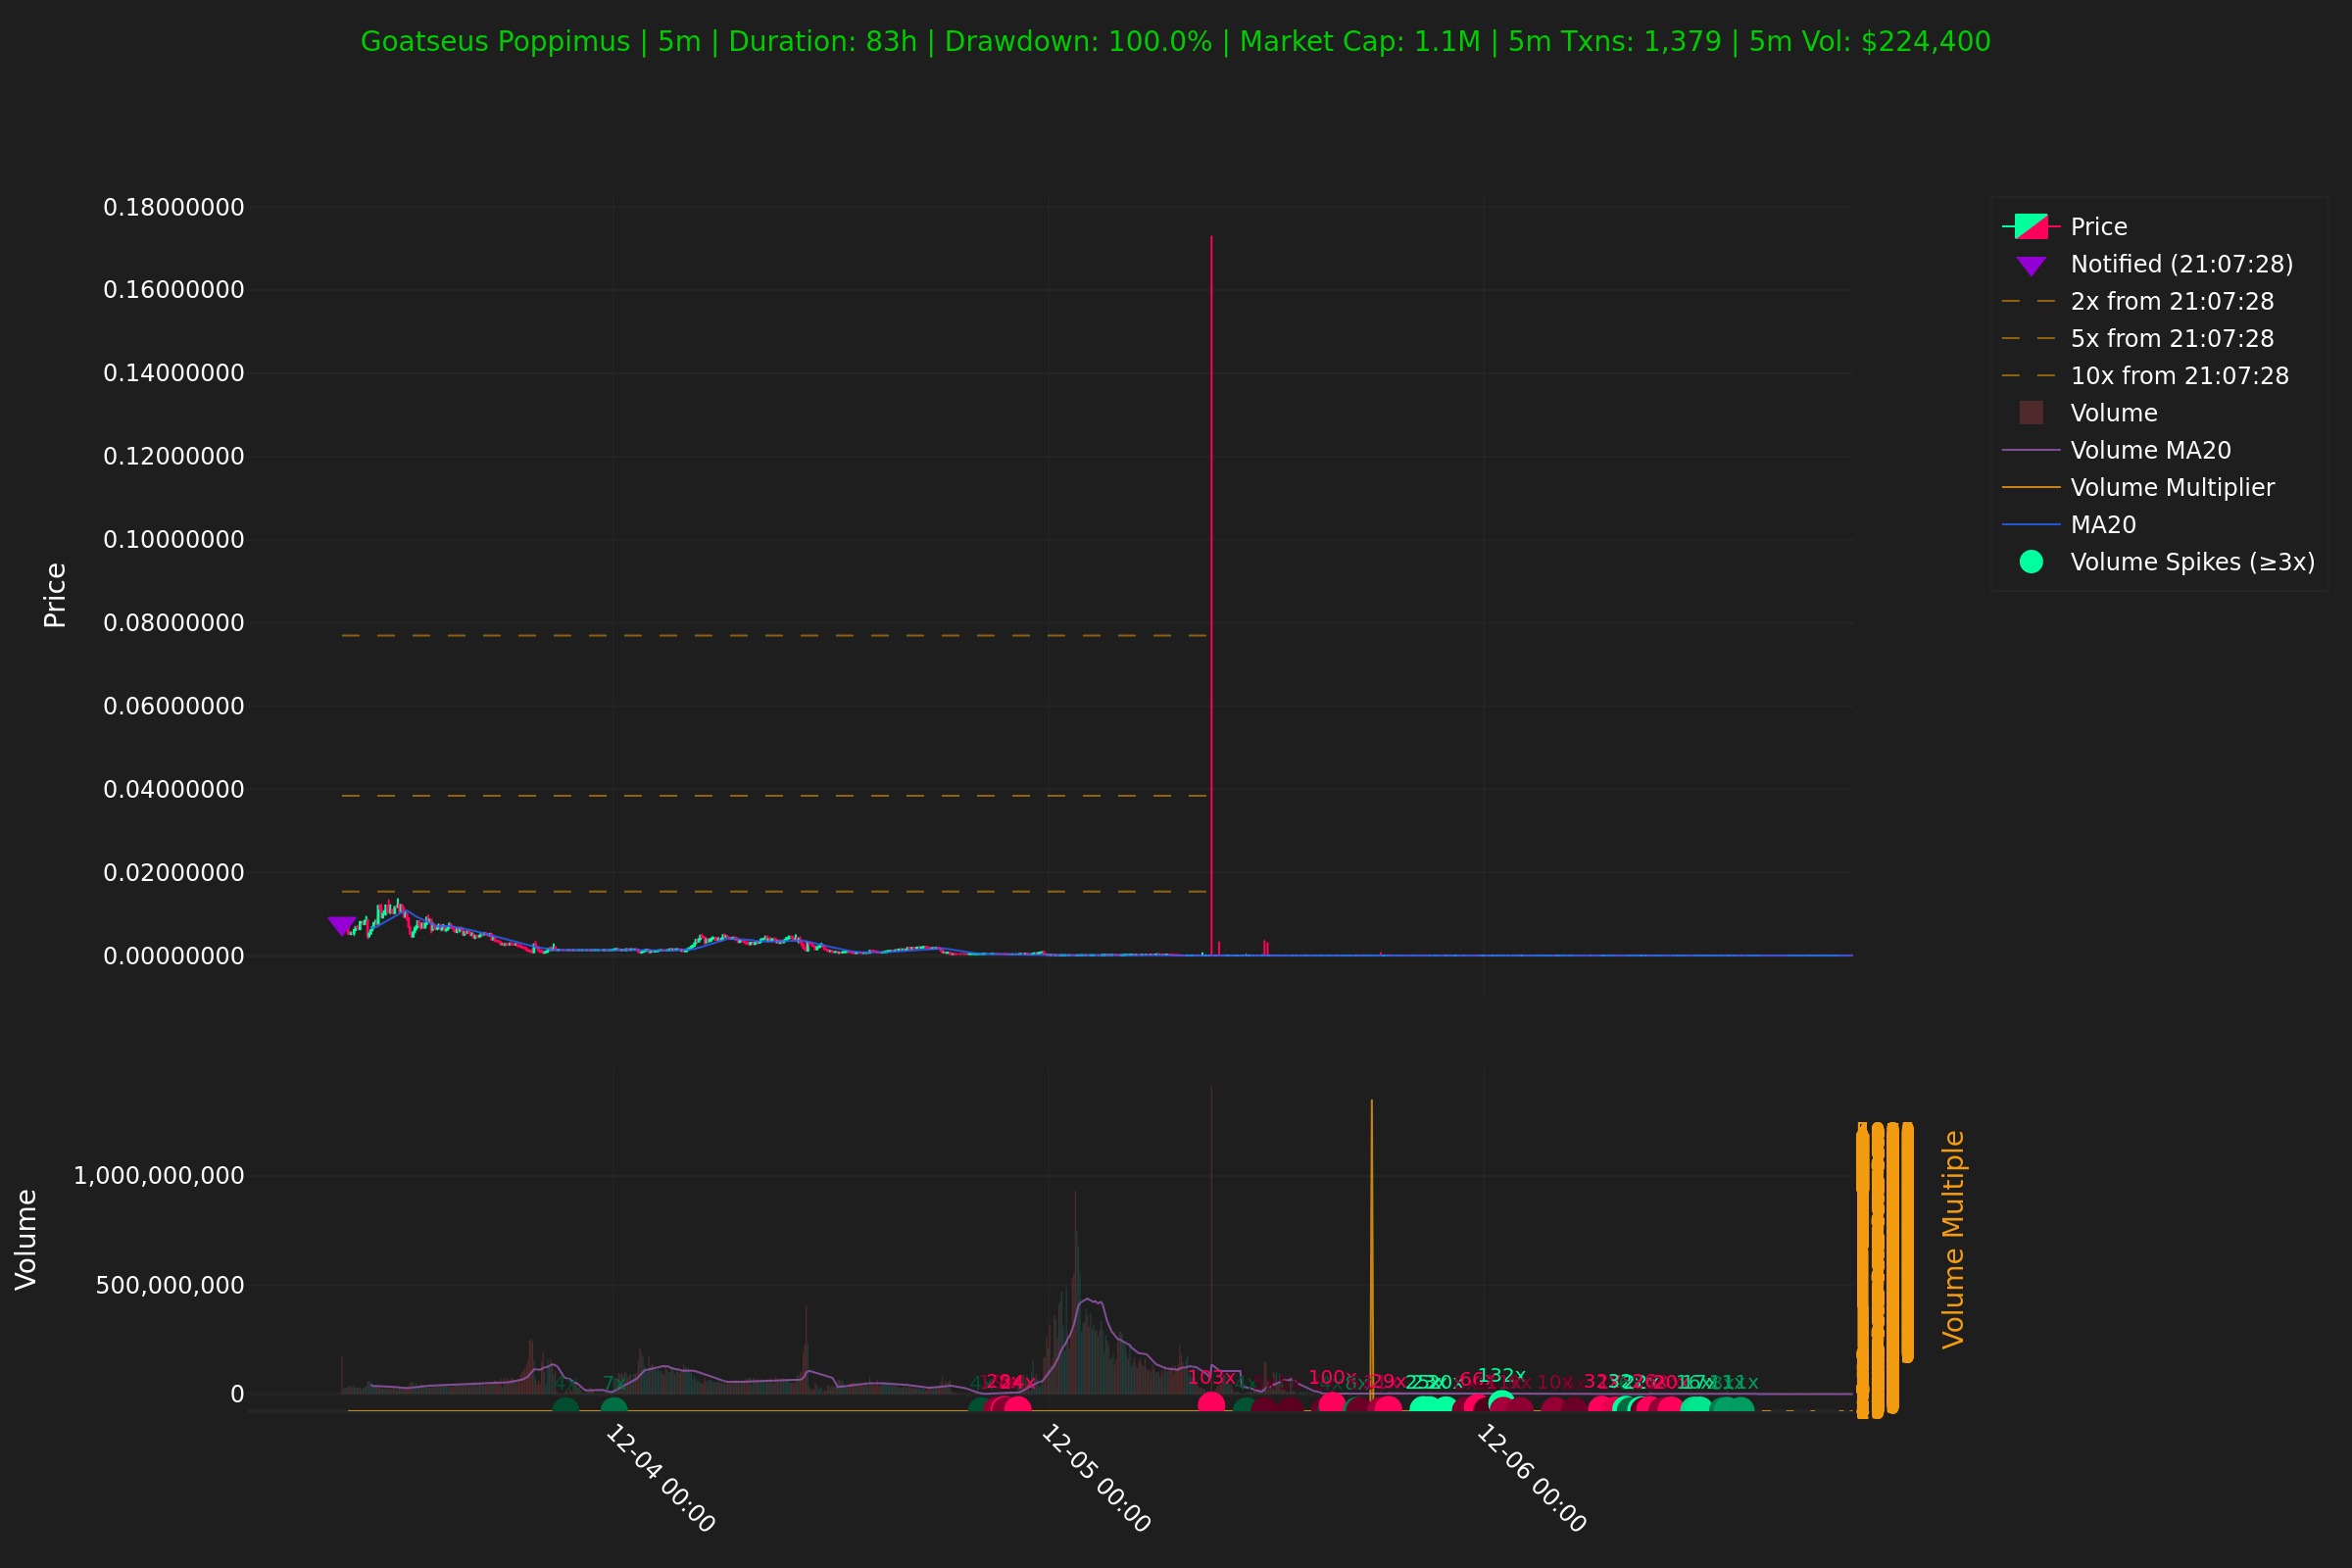 Goatseus Poppimus | 5m | Duration: 83h | Drawdown: 100.0% | Market Cap: 1.1M | 5m Txns: 1,379 | 5m Vol: $224,400
Price
0.18000000
0.16000000
0.14000000
0.12000000
0.10000000
0.08000000
0.06000000
0.04000000
0.02000000
0.00000000
Price
Notified (21:07:28)
2x from 21:07:28
5x from 21:07:28
10x from 21:07:28
Volume
Volume MA20
Volume Multiplier
MA20
Volume Spikes (≥3x)
Volume
1,000,000,000
500,000,000
0
4x
7x
103x
100x
132x
10x
11x
Volume Multiple
12-04 00:00
12-05 00:00
12-06 00:00